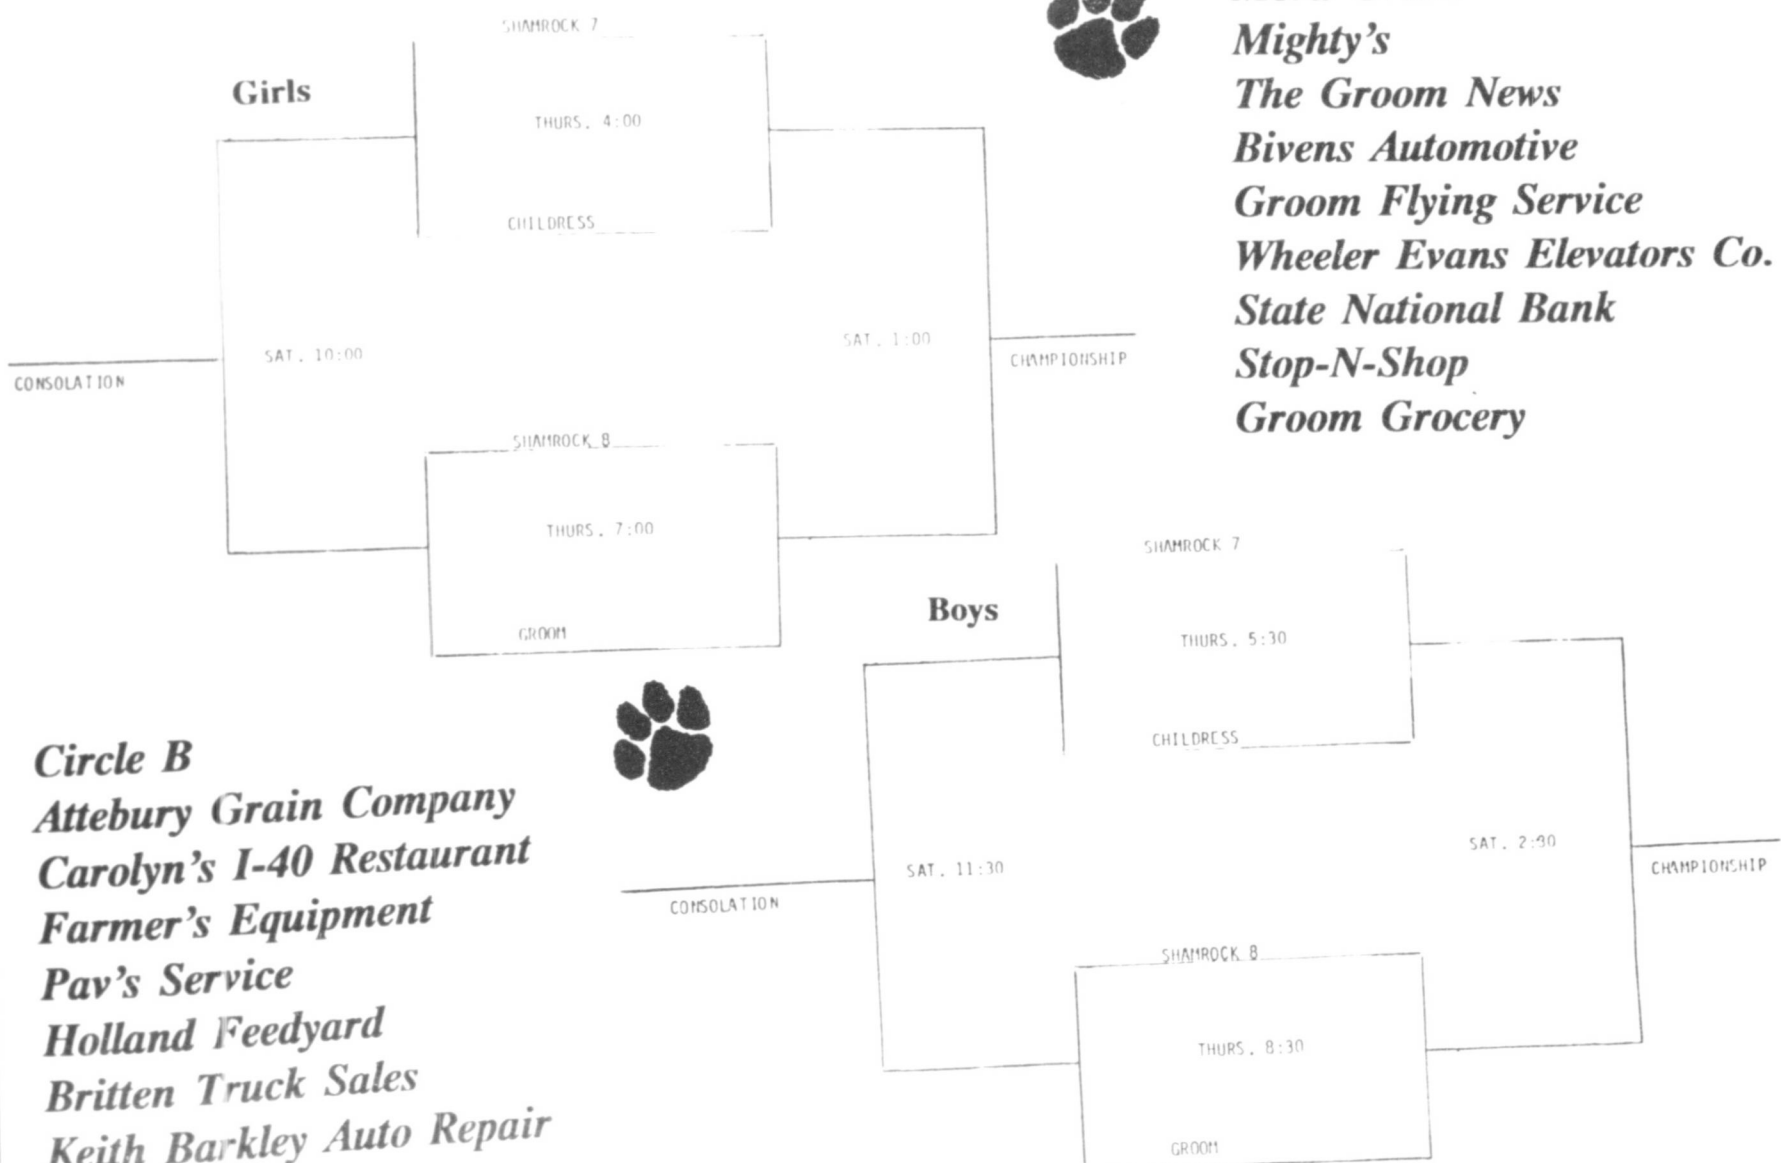 SHAMROCK 7
Girls
THURS. 4:00
CHILDRESS
SAT. 10:00
SAT. 1:00
CONSOLATION
CHAMPIONSHIP
SHAMROCK 8
THURS. 7:00
GROOM
Mighty's
The Groom News
Bivens Automotive
Groom Flying Service
Wheeler Evans Elevators Co.
State National Bank
Stop-N-Shop
Groom Grocery
SHAMROCK 7
Boys
THURS. 5:30
CHILDRESS
SAT. 11:30
SAT. 2:30
CONSOLATION
CHAMPIONSHIP
SHAMROCK 8
THURS. 8:30
GROOM
Circle B
Attebury Grain Company
Carolyn's I-40 Restaurant
Farmer's Equipment
Pav's Service
Holland Feedyard
Britten Truck Sales
Keith Barkley Auto Repair